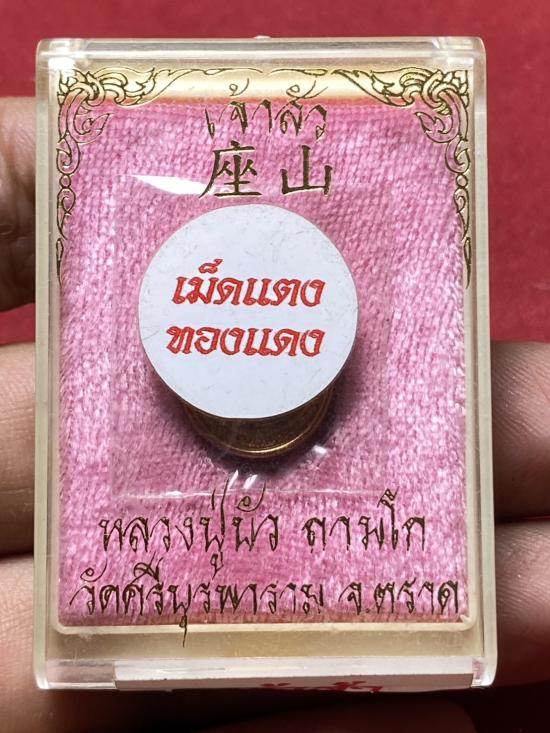 เจ้าสัว
座山
เม็ดแตง
ทองแดง
หลวงปู่บัว ถามโก
วัดศรีบุรพาราม จ.ตราด